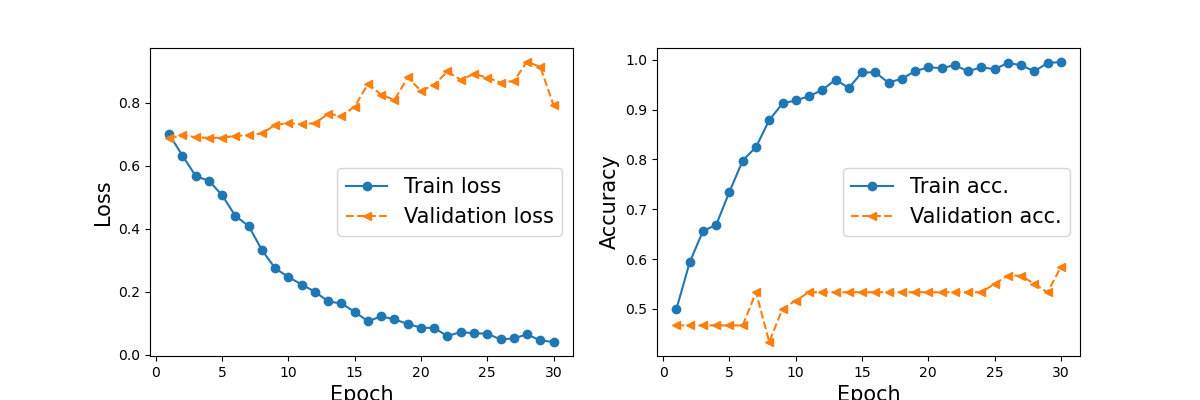 Loss
0.8
0.6
0.4
0.2
0.0
Train loss
Validation loss
0 5 10 15 20 25 30
Epoch
Accuracy
1.0
0.9
0.8
0.7
0.6
0.5
Train acc.
Validation acc.
0 5 10 15 20 25 30
Epoch